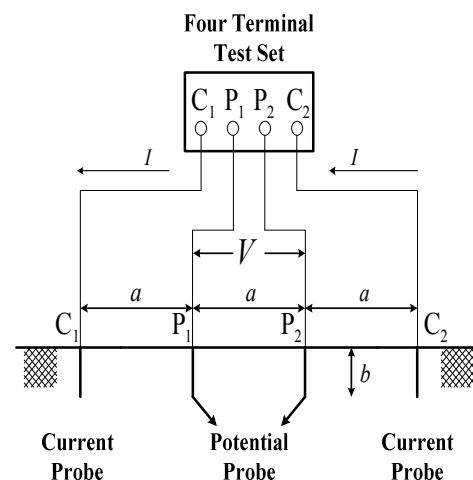 Four Terminal
Test Set
C₁ P₁ P₂ C₂
I I
V
a a a
C₁ P₁ P₂ C₂
b
Current Potential Current
Probe Probe Probe